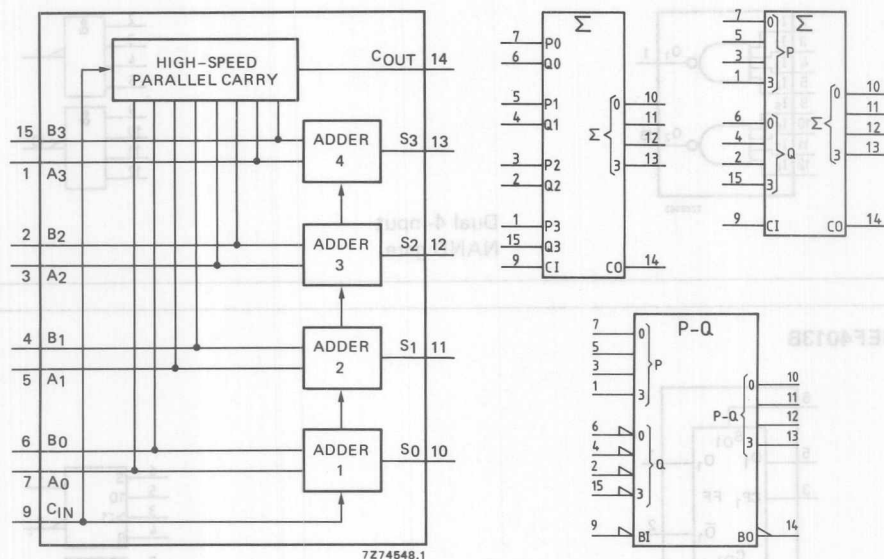 HIGH-SPEED
PARALLEL CARRY
COUT 14
15 B3
1 A3
ADDER
4
S3 13
2 B2
3 A2
ADDER
3
S2 12
4 B1
5 A1
ADDER
2
S1 11
6 B0
7 A0
ADDER
1
S0 10
9 CIN
7Z74548.1
Σ
7 P0
6 Q0
5 P1
4 Q1
3 P2
2 Q2
1 P3
15 Q3
9 CI
Σ
0 10
11
12
3 13
CO 14
Σ
7 0
5
3
1 3
P
6 0
4
2
15 3
Q
9 CI
Σ
0 10
11
12
3 13
CO 14
P-Q
7 0
5
3
1 3
P
6 0
4
2
15 3
Q
9 BI
P-Q
0 10
11
12
3 13
BO 14
Dual 4-input